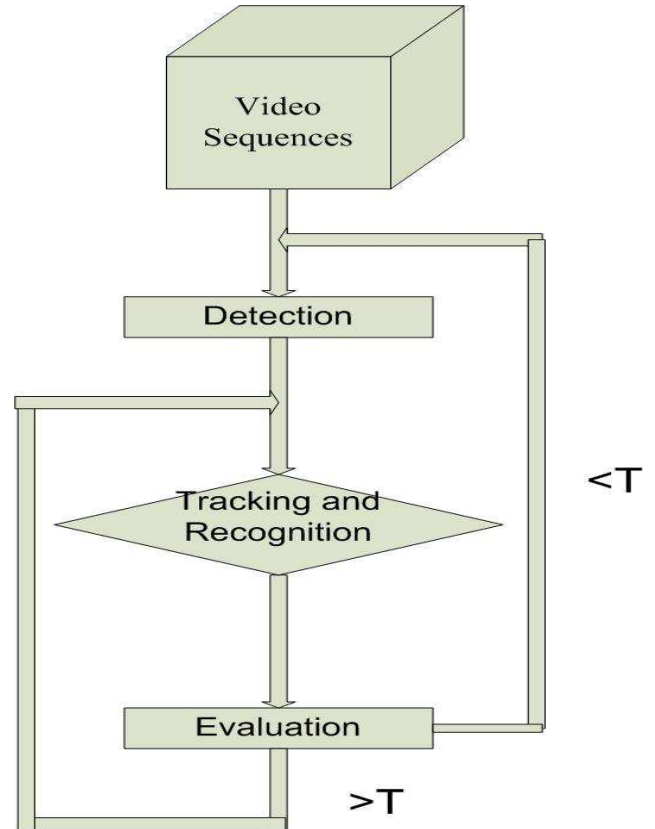 Video
Sequences
Detection
Tracking and
Recognition
<T
Evaluation
>T